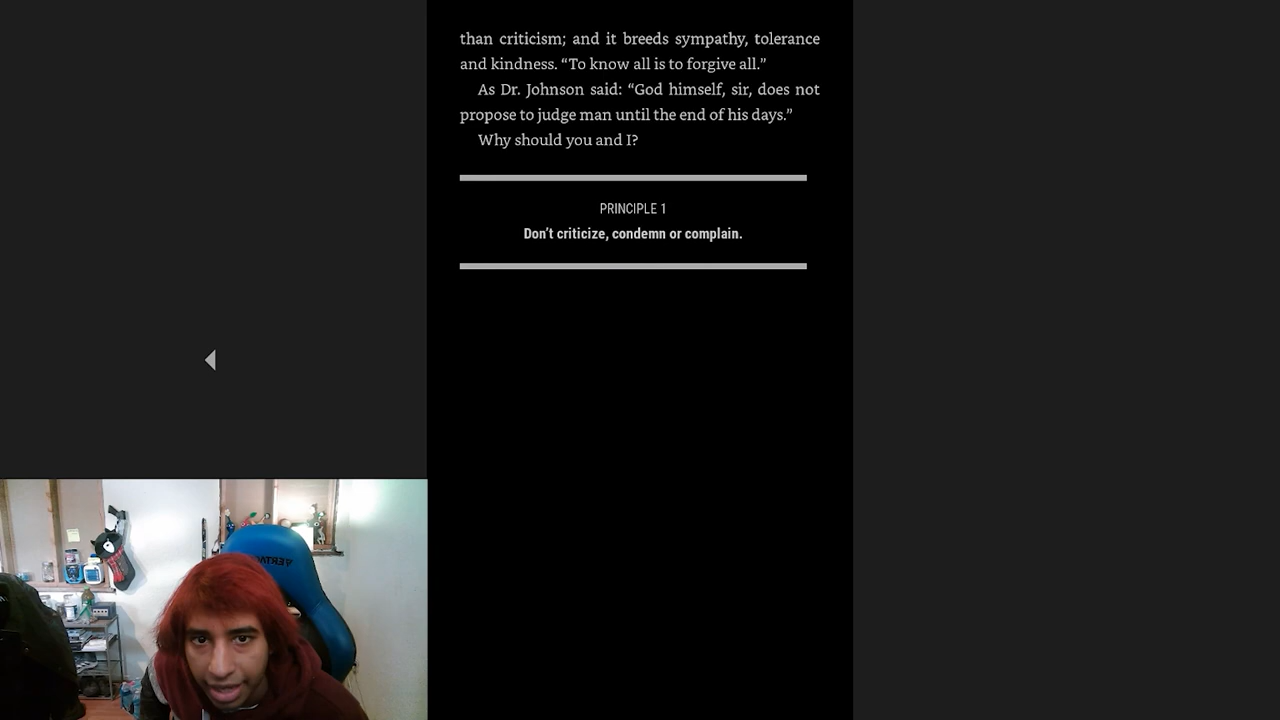 than criticism; and it breeds sympathy, tolerance
and kindness. “To know all is to forgive all.”
As Dr. Johnson said: “God himself, sir, does not
propose to judge man until the end of his days.”
Why should you and I?
PRINCIPLE 1
Don’t criticize, condemn or complain.